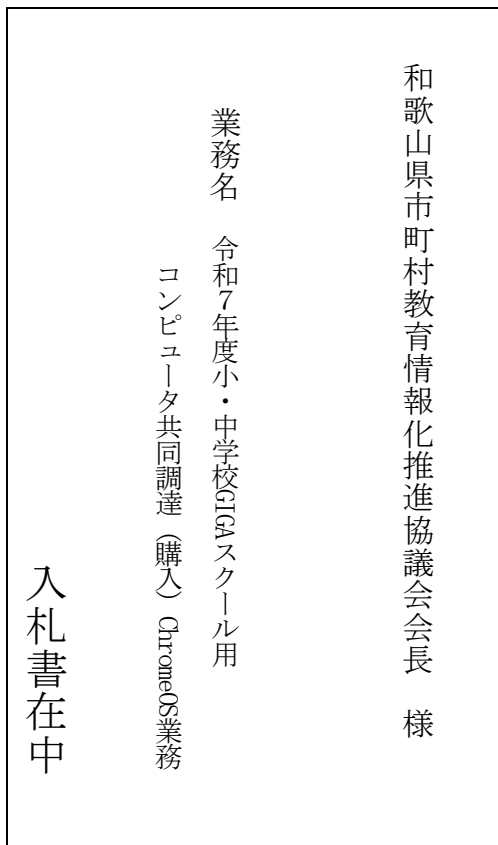 和歌山県市町村教育情報化推進協議会会長　様
業務名　令和７年度小・中学校GIGAスクール用
コンピュータ共同調達（購入）ChromeOS業務
入札書在中